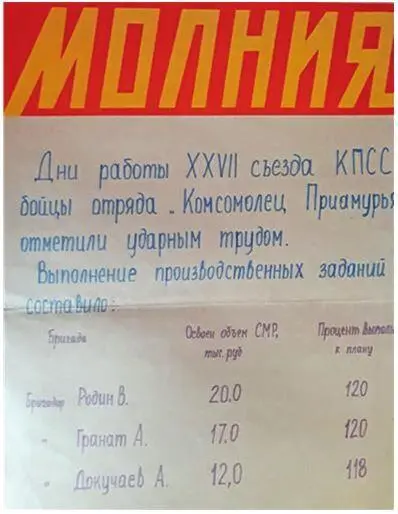 МОЛНИЯ
Дни работы XXVII съезда КПСС
бойцы отряда „Комсомолец Приамурья
отметили ударным трудом.
Выполнение производственных заданий
составило:
Бригада Освоен объем СМР, тыс. руб Процент выпол к плану
Бригадир Родин В. 20.0 120
" Гранат А. 17.0 120
" Докучаев А. 12,0 118